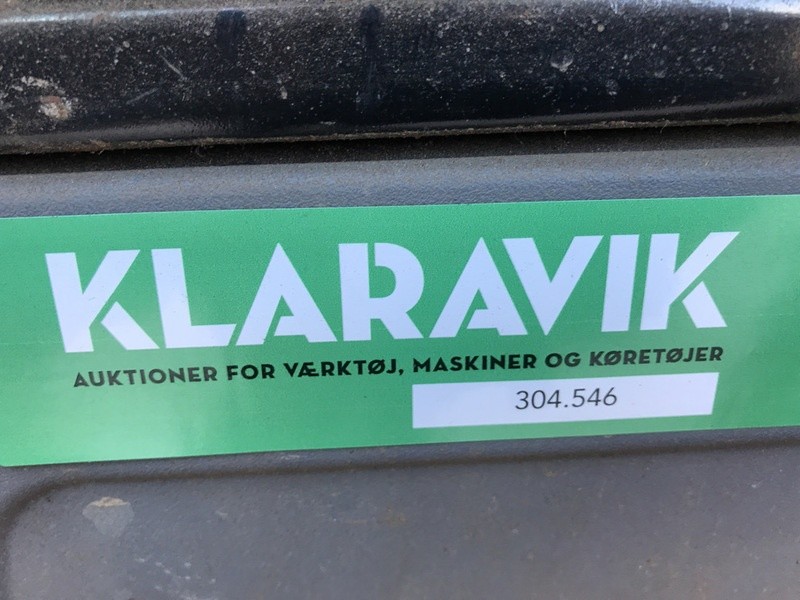 KLARAVIK
AUKTIONER FOR VÆRKTØJ, MASKINER OG KØRETØJER
304.546